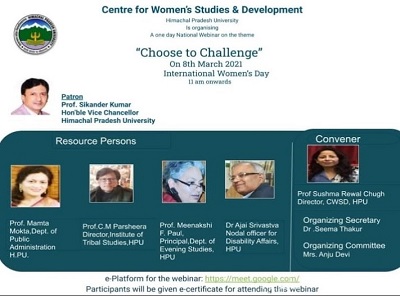 Centre for Women's Studies & Development
Himachal Pradesh University
Is organising
A one day National Webinar on the theme
"Choose to Challenge"
On 8th March 2021
International Women's Day
11 am onwards
Patron
Prof. Sikander Kumar
Hon'ble Vice Chancellor
Himachal Pradesh University
Resource Persons
Prof. Mamta
Mokta,Dept. of
Public
Administration
H.P.U.
Prof.C.M Parsheera
Director,Institute of
Tribal Studies,HPU
Prof. Meenakshi
F. Paul,
Principal,Dept. of
Evening Studies,
HPU
Dr Ajai Srivastva
Nodal officer for
Disability Affairs,
HPU
Convener
Prof Sushma Rewal Chugh
Director, CWSD, HPU
Organizing Secretary
Dr .Seema Thakur
Organizing Committee
Mrs. Anju Devi
e-Platform for the webinar: https://meet.google.com/
Participants will be given e-certificate for attending this webinar